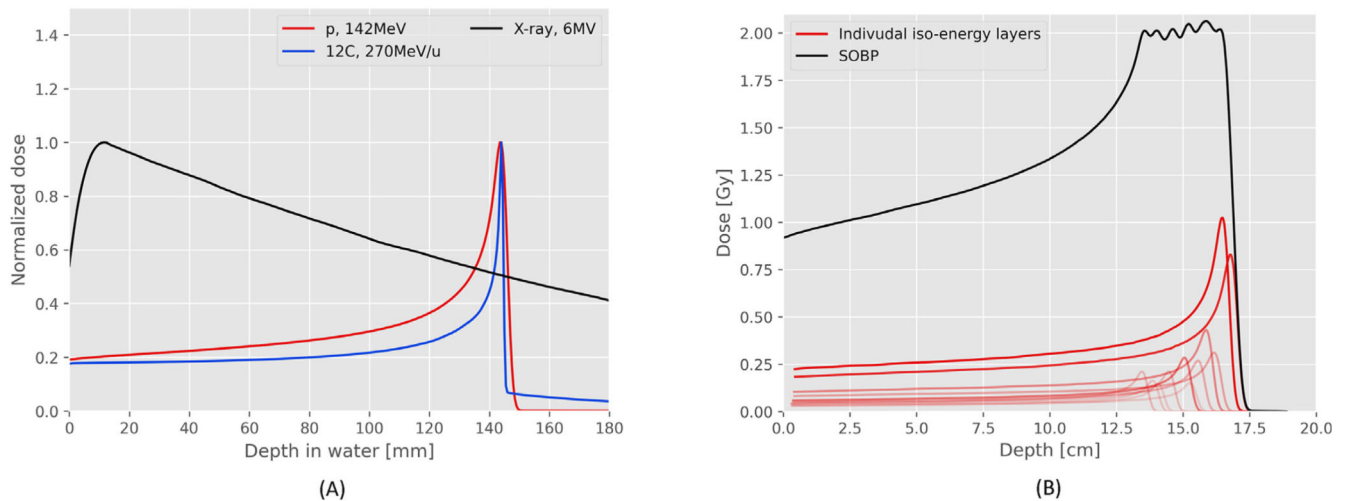 p, 142MeV
12C, 270MeV/u
X-ray, 6MV
Normalized dose
1.4
1.2
1.0
0.8
0.6
0.4
0.2
0.0
0 20 40 60 80 100 120 140 160 180
Depth in water [mm]
(A)
Indivudal iso-energy layers
SOBP
Dose [Gy]
2.00
1.75
1.50
1.25
1.00
0.75
0.50
0.25
0.00
0.0 2.5 5.0 7.5 10.0 12.5 15.0 17.5 20.0
Depth [cm]
(B)